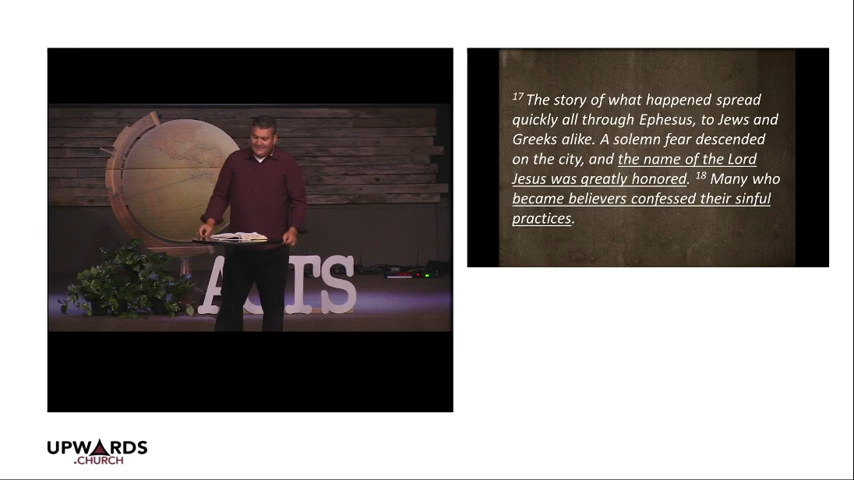 ACTS
17 The story of what happened spread
quickly all through Ephesus, to Jews and
Greeks alike. A solemn fear descended
on the city, and the name of the Lord
Jesus was greatly honored. 18 Many who
became believers confessed their sinful
practices.
UPWARDS
.CHURCH